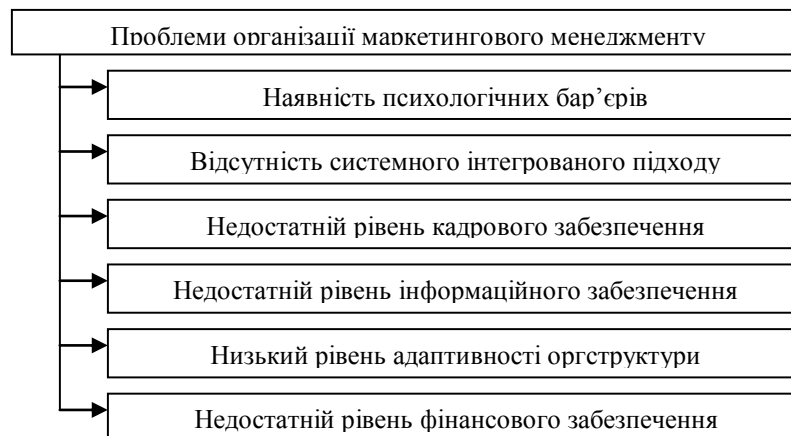 Проблеми організації маркетингового менеджменту
Наявність психологічних бар’єрів
Відсутність системного інтегрованого підходу
Недостатній рівень кадрового забезпечення
Недостатній рівень інформаційного забезпечення
Низький рівень адаптивності оргструктури
Недостатній рівень фінансового забезпечення